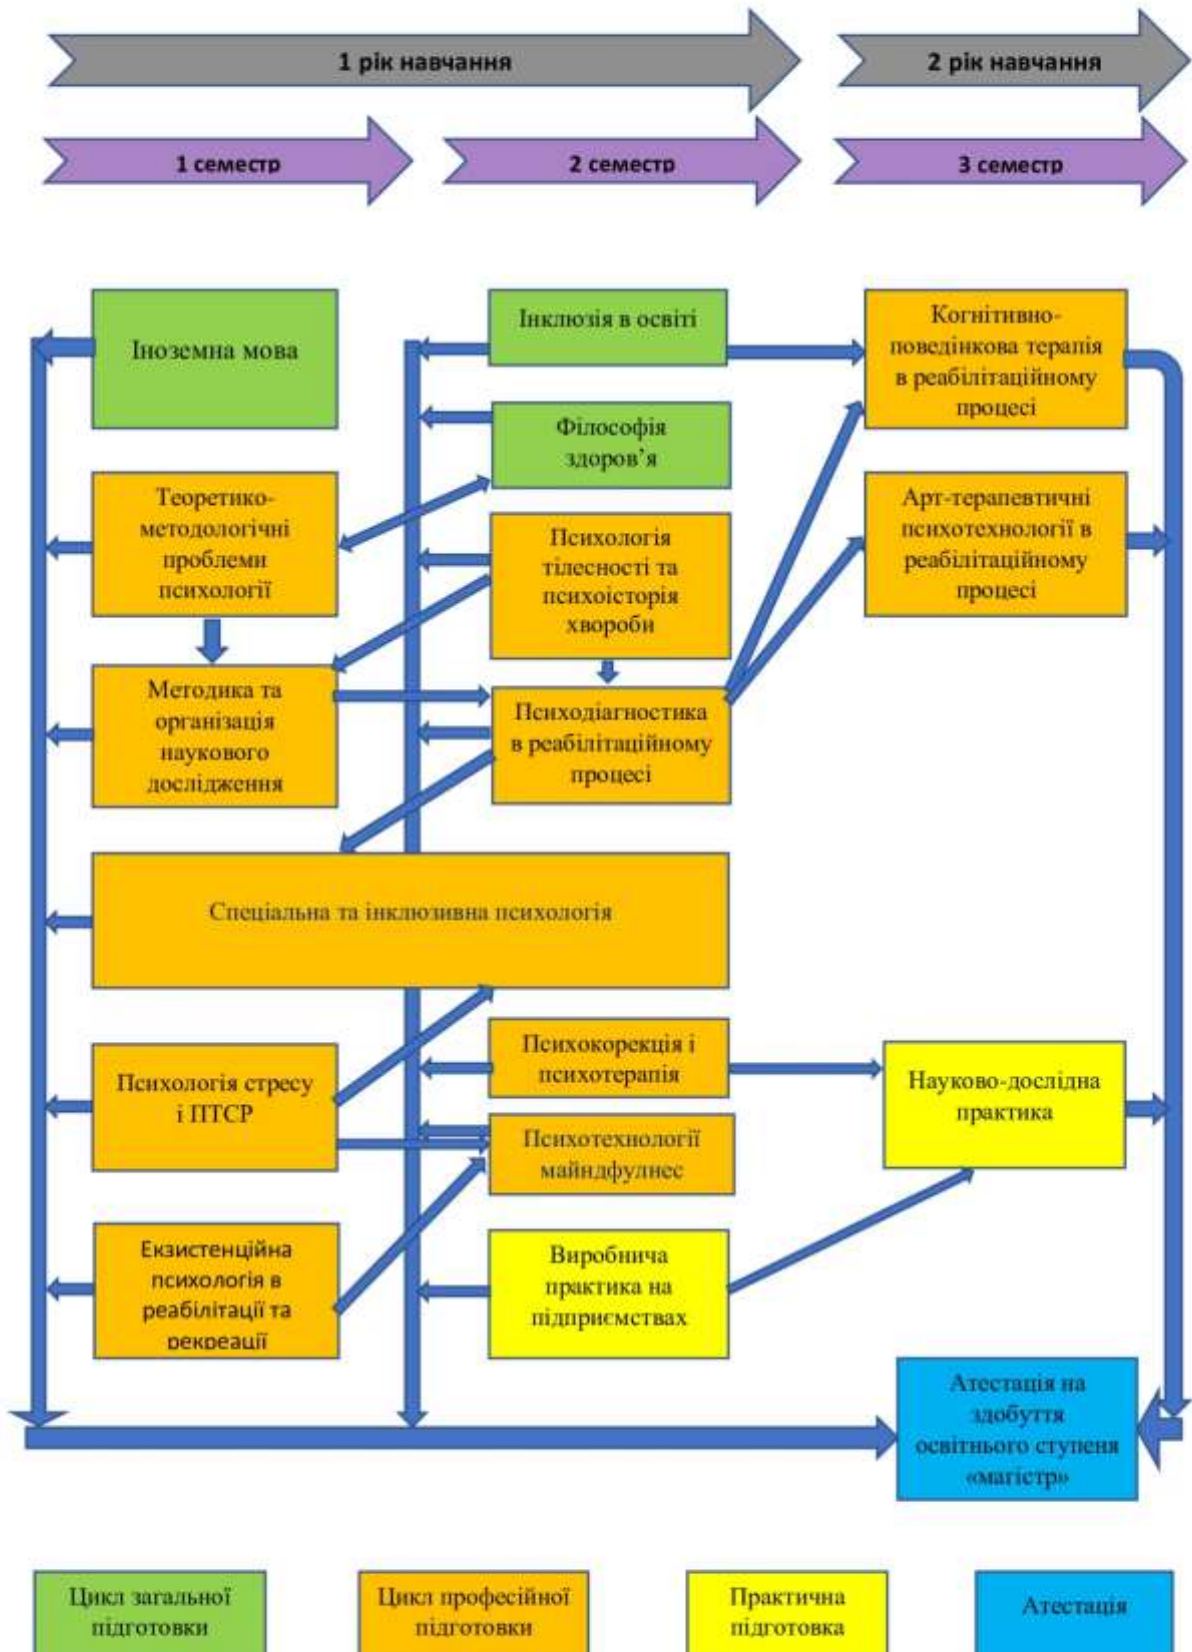 1 рік навчання
2 рік навчання
1 семестр
2 семестр
3 семестр
Іноземна мова
Теоретико-
методологічні
проблеми
психології
Методика та
організація
наукового
дослідження
Інклюзія в освіті
Філософія
здоров’я
Психологія
тілесності та
психоісторія
хвороби
Психодіагностика
в реабілітаційному
процесі
Когнітивно-
поведінкова терапія
в реабілітаційному
процесі
Арт-терапевтичні
психотехнології в
реабілітаційному
процесі
Спеціальна та інклюзивна психологія
Психологія стресу
і ПТСР
Екзистенційна
психологія в
реабілітації та
рекреації
Психокорекція і
психотерапія
Психотехнології
майндфулнес
Виробнича
практика на
підприємствах
Науково-дослідна
практика
Атестація на
здобуття
освітнього ступеня
«магістр»
Цикл загальної
підготовки
Цикл професійної
підготовки
Практична
підготовка
Атестація